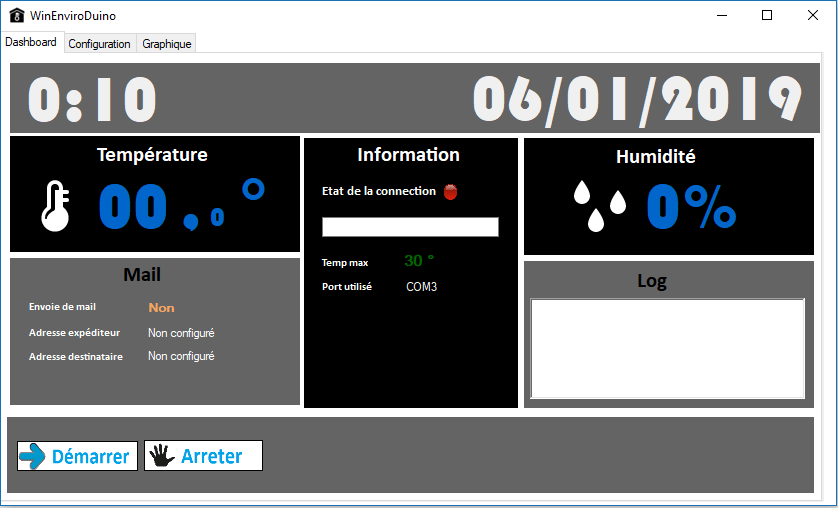 WinEnviroDuino
Dashboard Configuration Graphique
0:10 06/01/2019
Température
00,0°
Information
Etat de la connection
Temp max 30 °
Port utilisé COM3
Humidité
0%
Mail
Envoie de mail Non
Adresse expéditeur Non configuré
Adresse destinataire Non configuré
Log
Démarrer Arreter